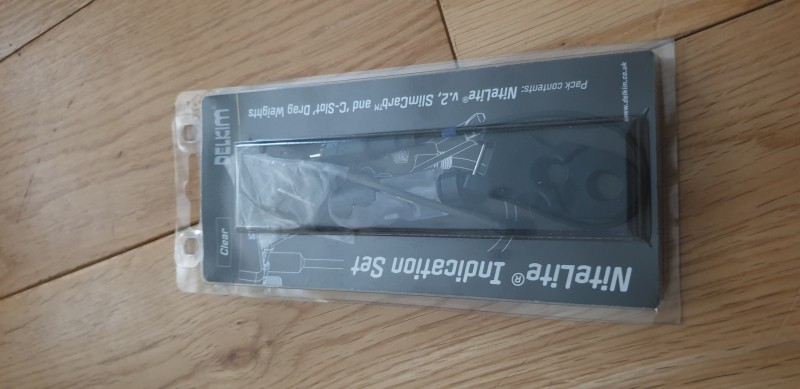 DELKIM
Clear
NiteLite® Indication Set
Pack contents:
NiteLite® v.2, SlimCarb™ and 'C-Slot' Drag Weights
www.delkim.co.uk